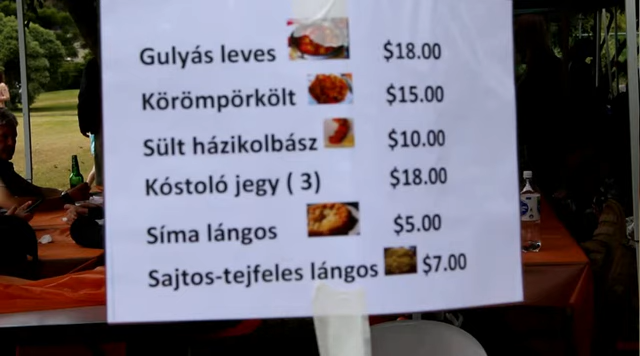 Gulyás leves $18.00
Körömpörkölt $15.00
Sült házikolbász $10.00
Kóstoló jegy ( 3) $18.00
Síma lángos $5.00
Sajtos-tejfeles lángos $7.00